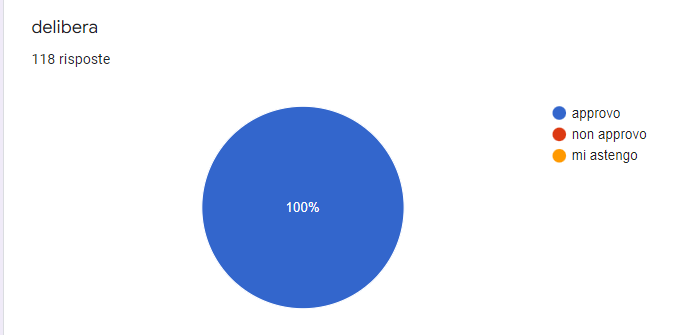 delibera
118 risposte
100%
approvo
non approvo
mi astengo